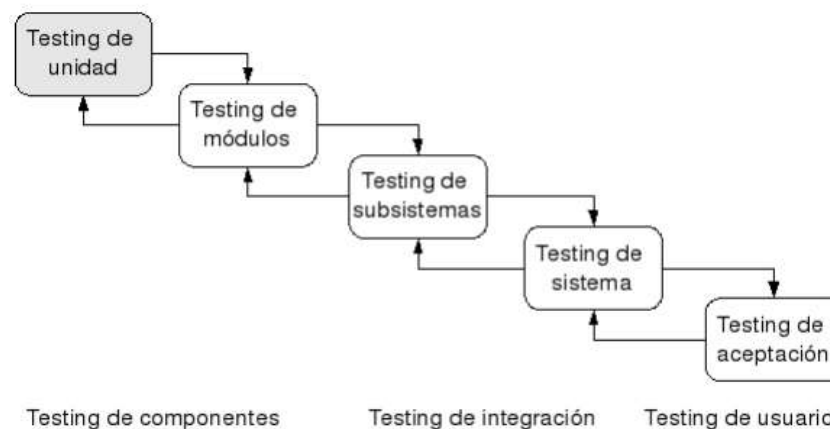 Testing de
unidad
Testing de
módulos
Testing de
subsistemas
Testing de
sistema
Testing de
aceptación
Testing de componentes
Testing de integración
Testing de usuario